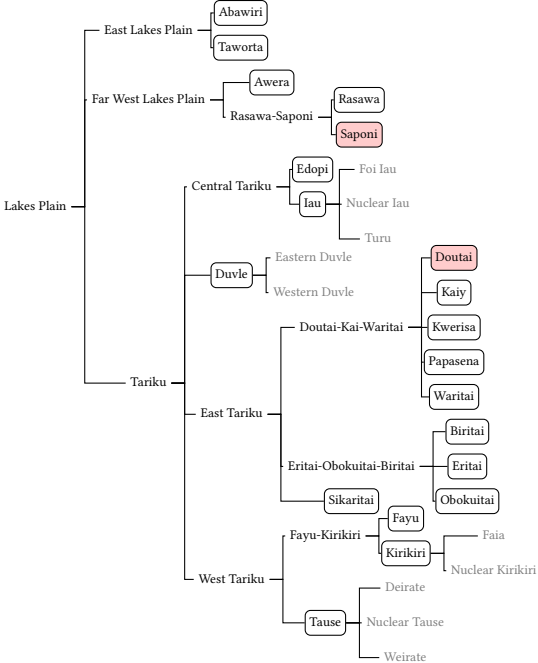 Abawiri
East Lakes Plain
Taworta
Awera
Far West Lakes Plain
Rasawa
Rasawa-Saponi
Saponi
Edopi
Foi Iau
Central Tariku
Iau
Nuclear Iau
Lakes Plain
Turu
Eastern Duvle
Doutai
Duvle
Western Duvle
Kaiy
Doutai-Kai-Waritai
Kwerisa
Papasena
Tariku
Waritai
East Tariku
Biritai
Eritai-Obokuitai-Biritai
Eritai
Sikaritai
Obokuitai
Fayu
Fayu-Kirikiri
Faia
Kirikiri
Nuclear Kirikiri
West Tariku
Deirate
Tause
Nuclear Tause
Weirate